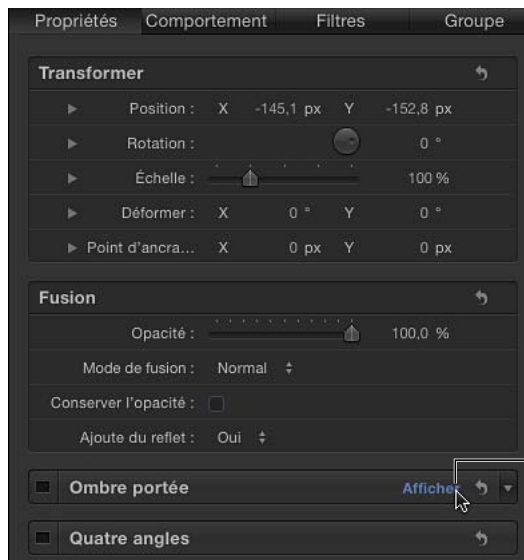 Propriétés Comportement Filtres Groupe
Transformer
Position : X -145,1 px Y -152,8 px
Rotation : 0 °
Échelle : 100 %
Déformer : X 0 ° Y 0 °
Point d'ancra... X 0 px Y 0 px
Fusion
Opacité : 100,0 %
Mode de fusion : Normal
Conserver l'opacité :
Ajoute du reflet : Oui
Ombre portée Afficher
Quatre angles